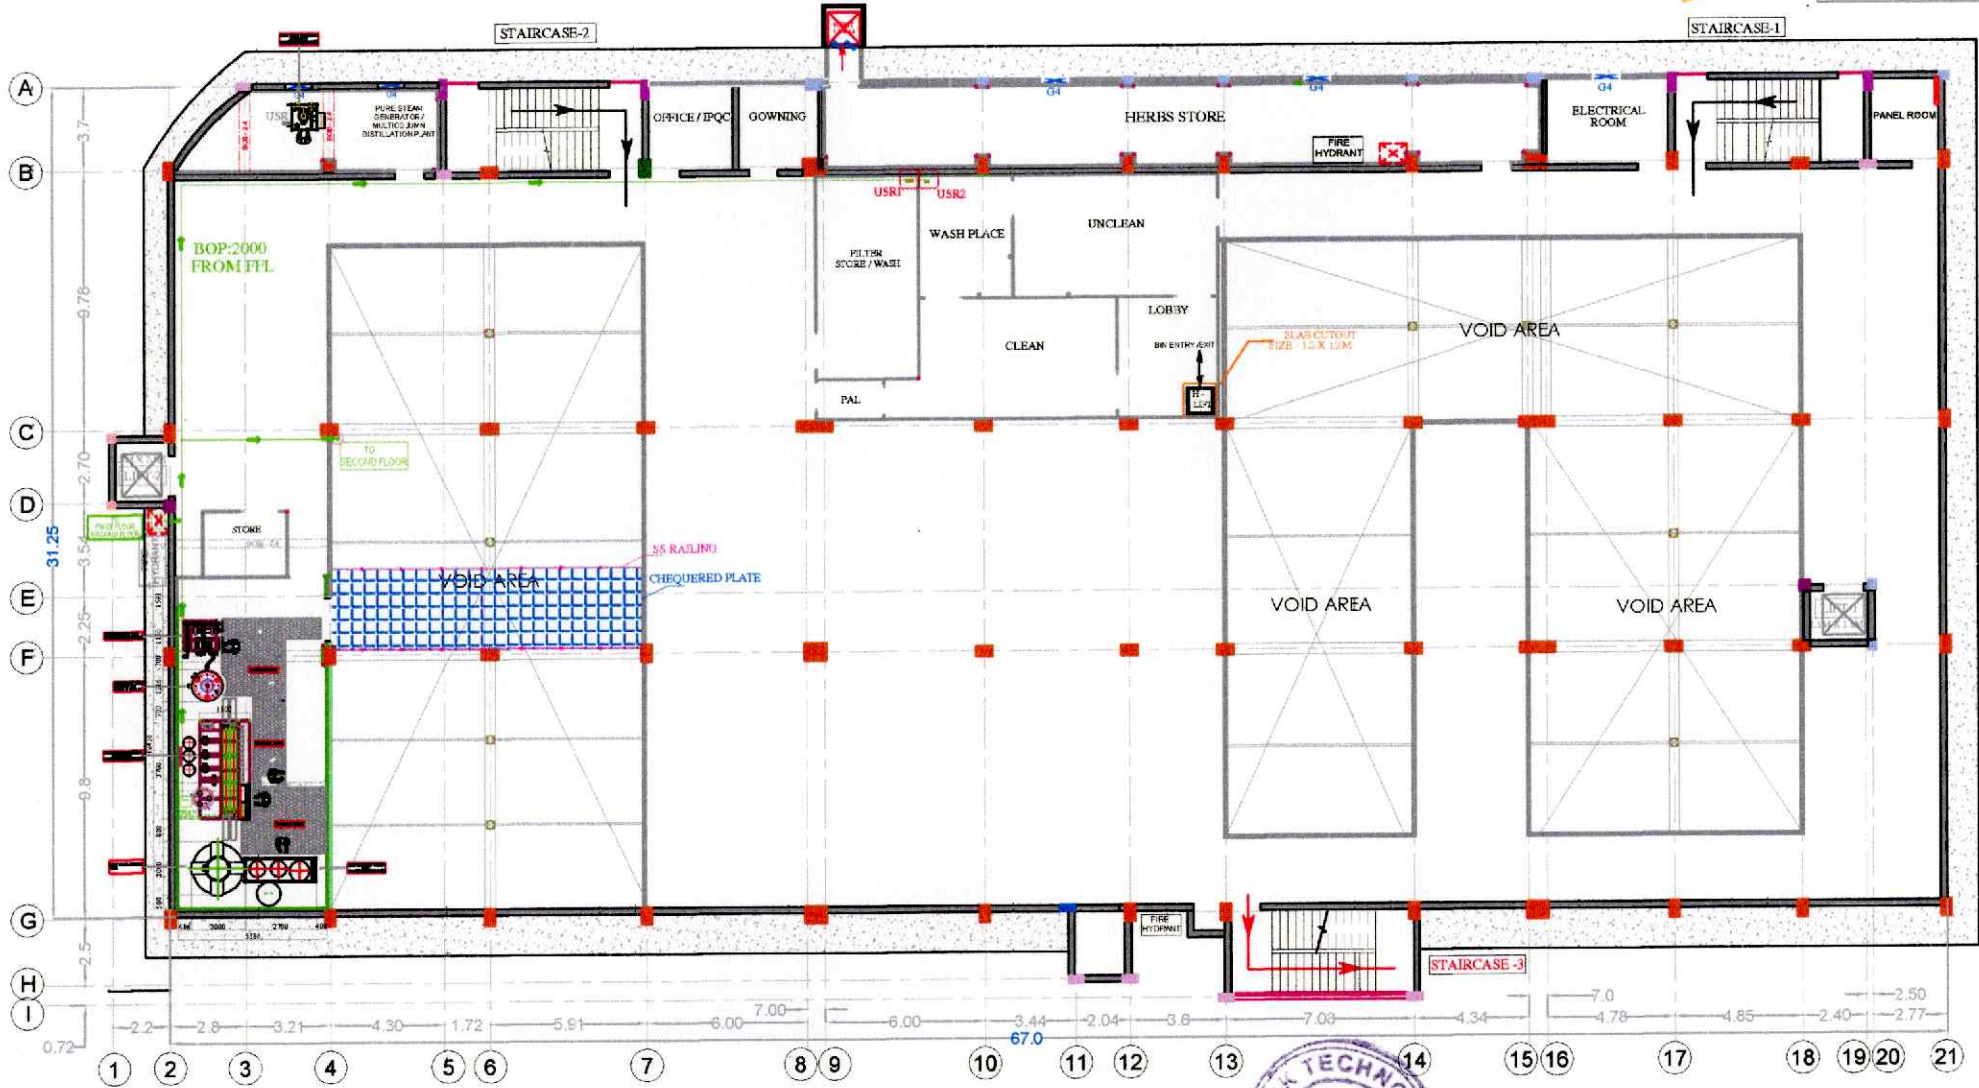 STAIRCASE-2
STAIRCASE-1
A
USR
PURE STEAM
GENERATOR /
MULTICOLUMN
DISTILLATION PLANT
OFFICE / IPQC
GOWNING
G4
G4
G4
HERBS STORE
ELECTRICAL
ROOM
PANEL ROOM
FIRE
HYDRANT
3.7
B
USR1
USR2
BOP:2000
FROM FFL
FILTER
STORE / WASH
WASH PLACE
UNCLEAN
9.78
LOBBY
CLEAN
BIN ENTRY /EXIT
SLAB CUTOUT
VOID AREA
PAL
C
TO
SECOND FLOOR
2.70
D
STORE
31.25
3.54
SS RAILING
CHEQUERED PLATE
VOID AREA
E
VOID AREA
VOID AREA
2.25
F
9.8
G
FIRE
HYDRANT
2.5
STAIRCASE -3
H
I
0.72
2.2
2.8
3.21
4.30
1.72
5.91
6.00
7.00
6.00
3.44
2.04
3.6
7.00
4.34
7.0
4.78
4.85
2.40
2.50
2.77
67.0
1
2
3
4
5
6
7
8
9
10
11
12
13
14
15
16
17
18
19
20
21